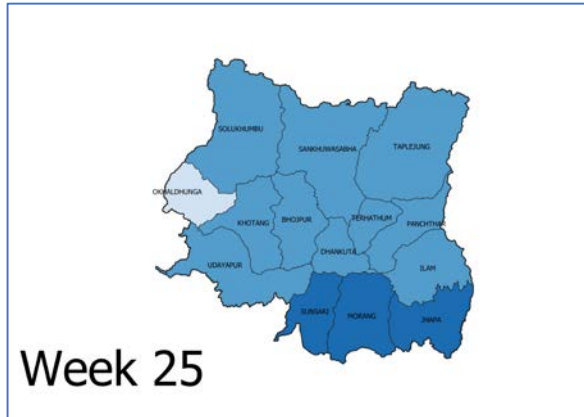 SOLUKHUMBU
TAPLEJUNG
SANKHUWASABHA
OKHALDHUNGA
KHOTANG
BHOJPUR
TERHATHUM
PANCHTHAR
DHANKUTA
UDAYAPUR
ILAM
SUNSARI
MORANG
JHAPA
Week 25